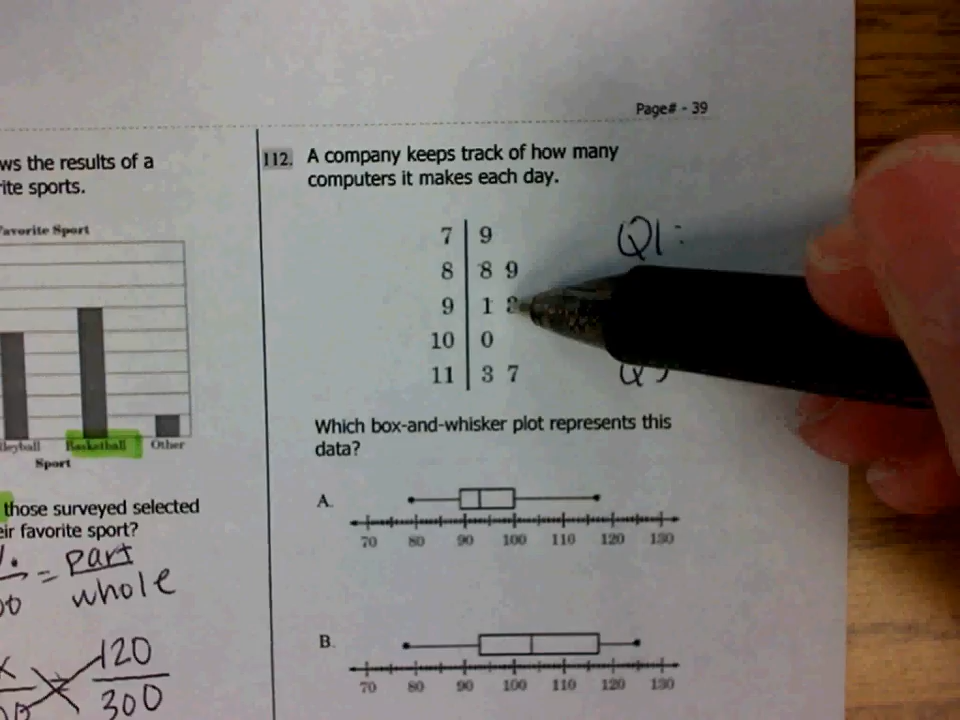 Page# - 39
ws the results of a
rite sports.
Favorite Sport
lleyball Basketball Other
Sport
those surveyed selected
eir favorite sport?
= part
whole
120
300
112. A company keeps track of how many
computers it makes each day.
7 9
8 8 9
9 1
10 0
11 3 7
Q1:
Which box-and-whisker plot represents this
data?
A.
70 80 90 100 110 120 130
B.
70 80 90 100 110 120 130